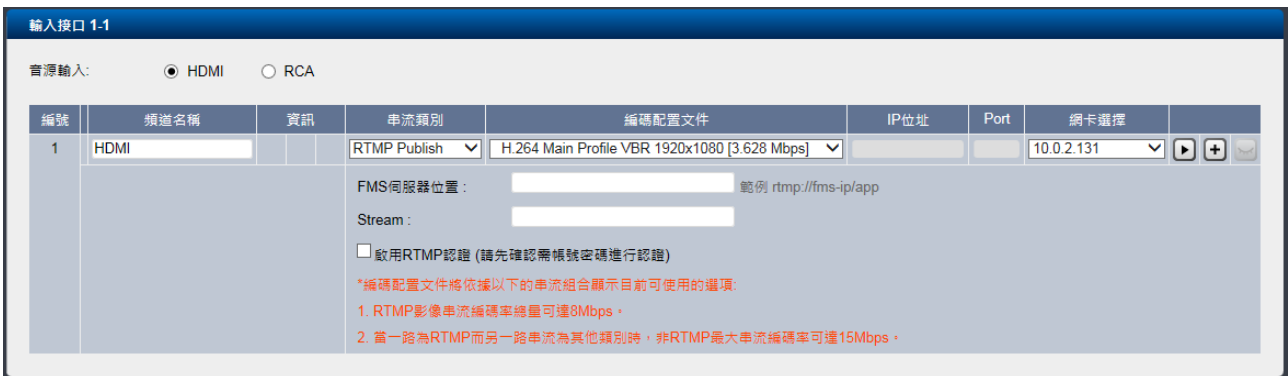 輸入接口 1-1
音源輸入: HDMI RCA
編號 頻道名稱 資訊 串流類別 編碼配置文件 IP位址 Port 網卡選擇
1 HDMI RTMP Publish H.264 Main Profile VBR 1920x1080 [3.628 Mbps] 10.0.2.131
FMS伺服器位置 : 範例 rtmp://fms-ip/app
Stream :
啟用RTMP認證 (請先確認需帳號密碼進行認證)
*編碼配置文件將依據以下的串流組合顯示目前可使用的選項:
1. RTMP影像串流編碼率總量可達8Mbps。
2. 當一路為RTMP而另一路串流為其他類別時，非RTMP最大串流編碼率可達15Mbps。